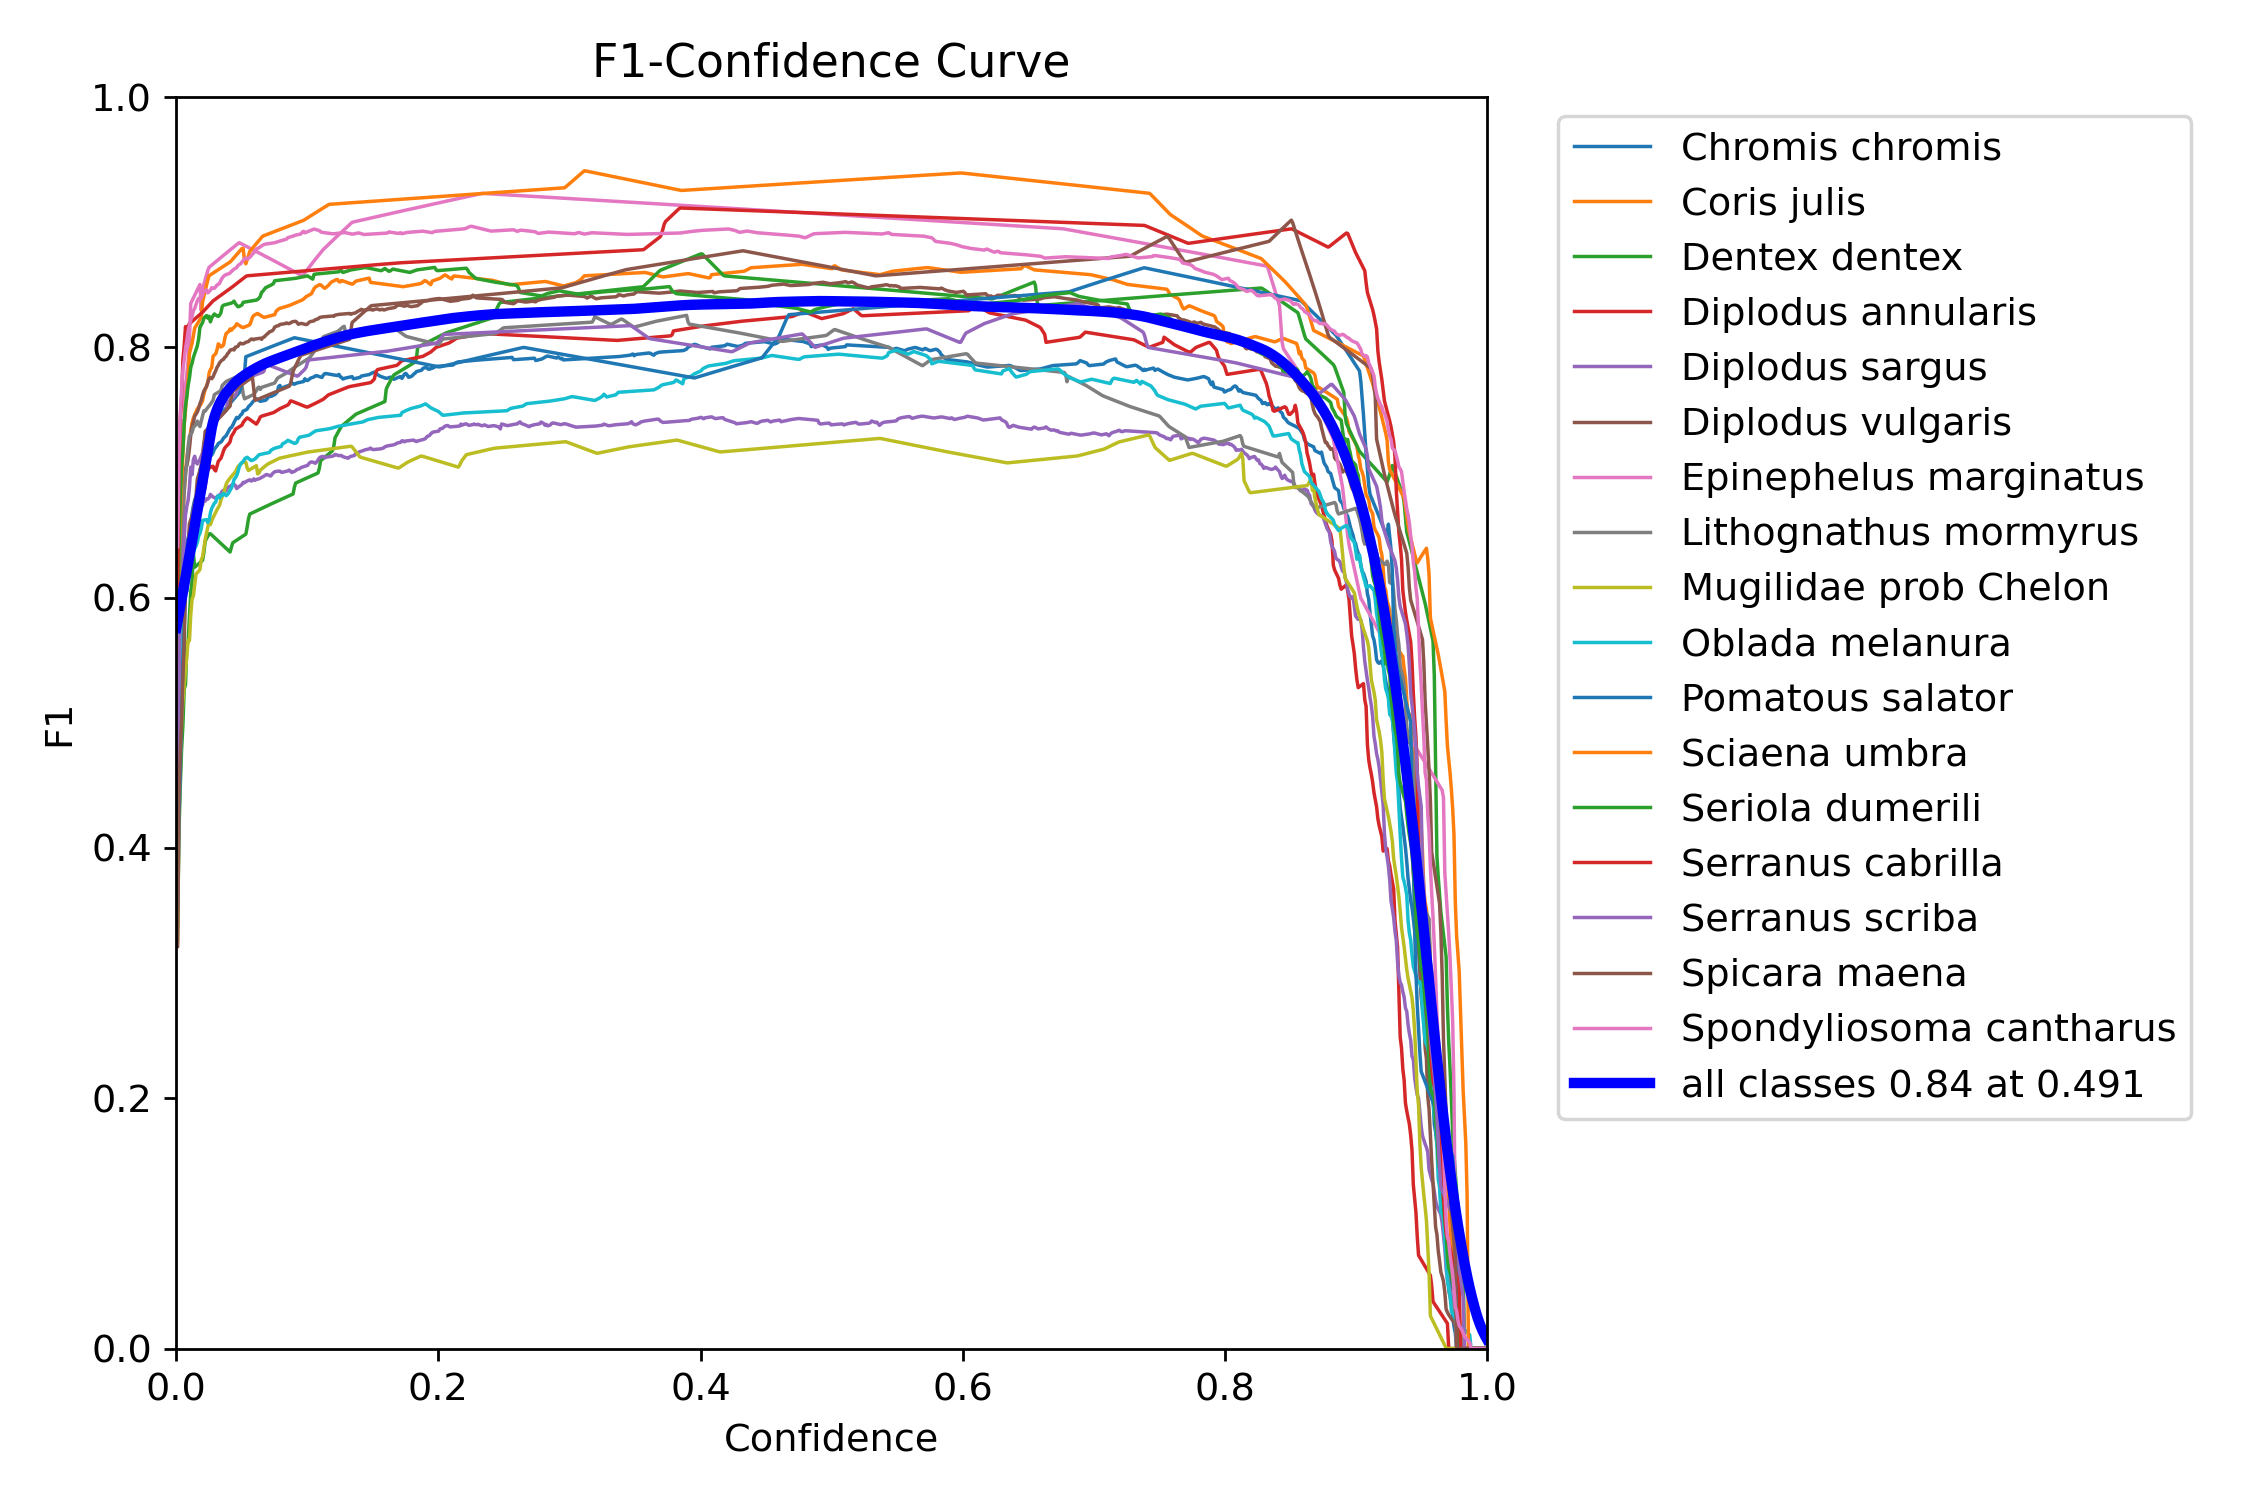 F1-Confidence Curve
1.0
0.8
0.6
0.4
0.2
0.0
F1
0.0 0.2 0.4 0.6 0.8 1.0
Confidence
Chromis chromis
Coris julis
Dentex dentex
Diplodus annularis
Diplodus sargus
Diplodus vulgaris
Epinephelus marginatus
Lithognathus mormyrus
Mugilidae prob Chelon
Oblada melanura
Pomatous salator
Sciaena umbra
Seriola dumerili
Serranus cabrilla
Serranus scriba
Spicara maena
Spondyliosoma cantharus
all classes 0.84 at 0.491